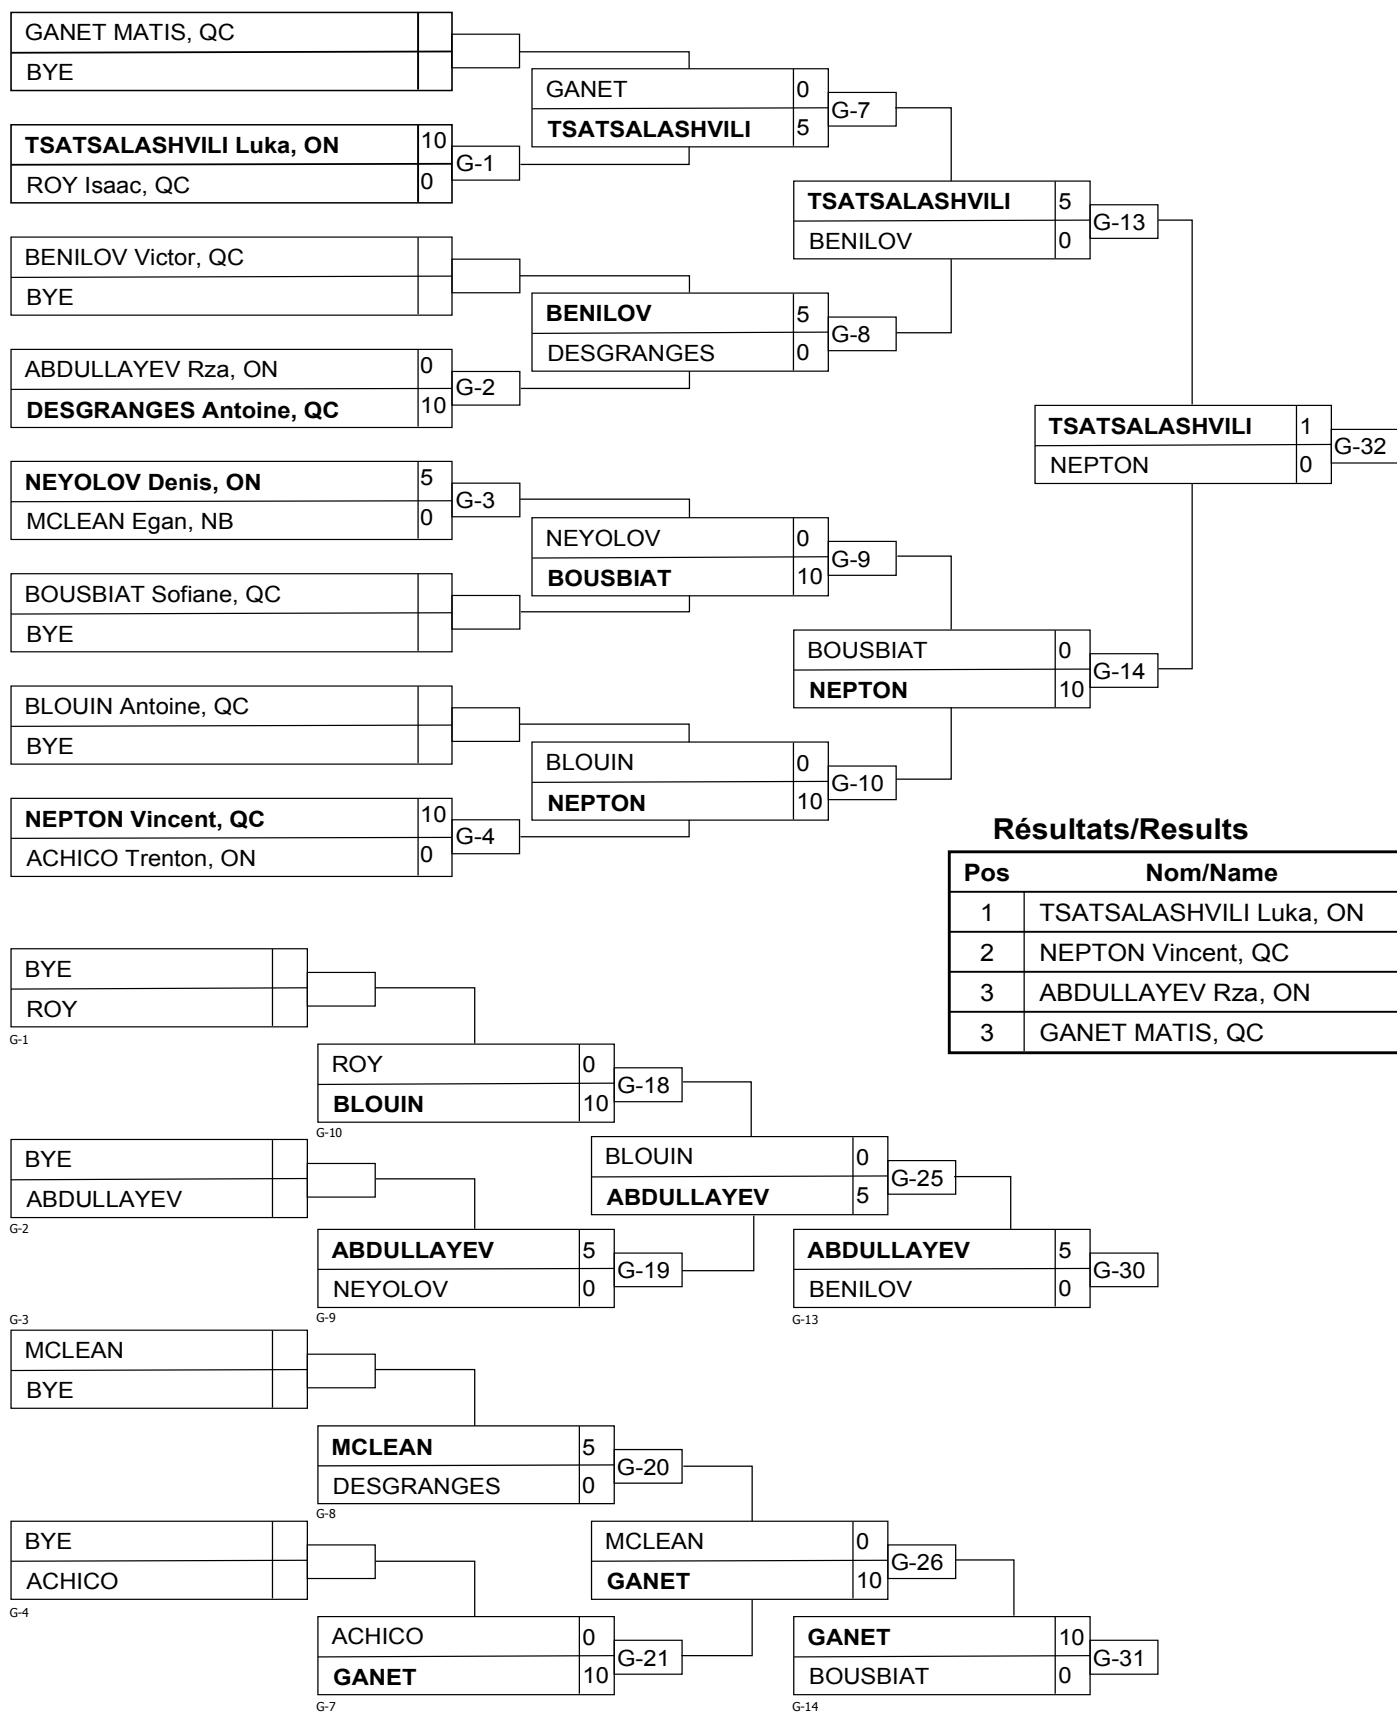 GANET MATIS, QC
BYE
TSATSALASHVILI Luka, ON 10
ROY Isaac, QC 0
G-1
BENILOV Victor, QC
BYE
ABDULLAYEV Rza, ON 0
DESGRANGES Antoine, QC 10
G-2
NEYOLOV Denis, ON 5
MCLEAN Egan, NB 0
G-3
BOUSBIAT Sofiane, QC
BYE
BLOUIN Antoine, QC
BYE
NEPTON Vincent, QC 10
ACHICO Trenton, ON 0
G-4
GANET 0
TSATSALASHVILI 5
G-7
BENILOV 5
DESGRANGES 0
G-8
NEYOLOV 0
BOUSBIAT 10
G-9
BLOUIN 0
NEPTON 10
G-10
TSATSALASHVILI 5
BENILOV 0
G-13
BOUSBIAT 0
NEPTON 10
G-14
TSATSALASHVILI 1
NEPTON 0
G-32
Résultats/Results
Pos Nom/Name
1 TSATSALASHVILI Luka, ON
2 NEPTON Vincent, QC
3 ABDULLAYEV Rza, ON
3 GANET MATIS, QC
BYE
ROY
G-1
BYE
ABDULLAYEV
G-2
G-3
MCLEAN
BYE
BYE
ACHICO
G-4
ROY 0
BLOUIN 10
G-18
G-10
ABDULLAYEV 5
NEYOLOV 0
G-19
G-9
MCLEAN 5
DESGRANGES 0
G-20
G-8
ACHICO 0
GANET 10
G-21
G-7
BLOUIN 0
ABDULLAYEV 5
G-25
MCLEAN 0
GANET 10
G-26
ABDULLAYEV 5
BENILOV 0
G-30
G-13
GANET 10
BOUSBIAT 0
G-31
G-14